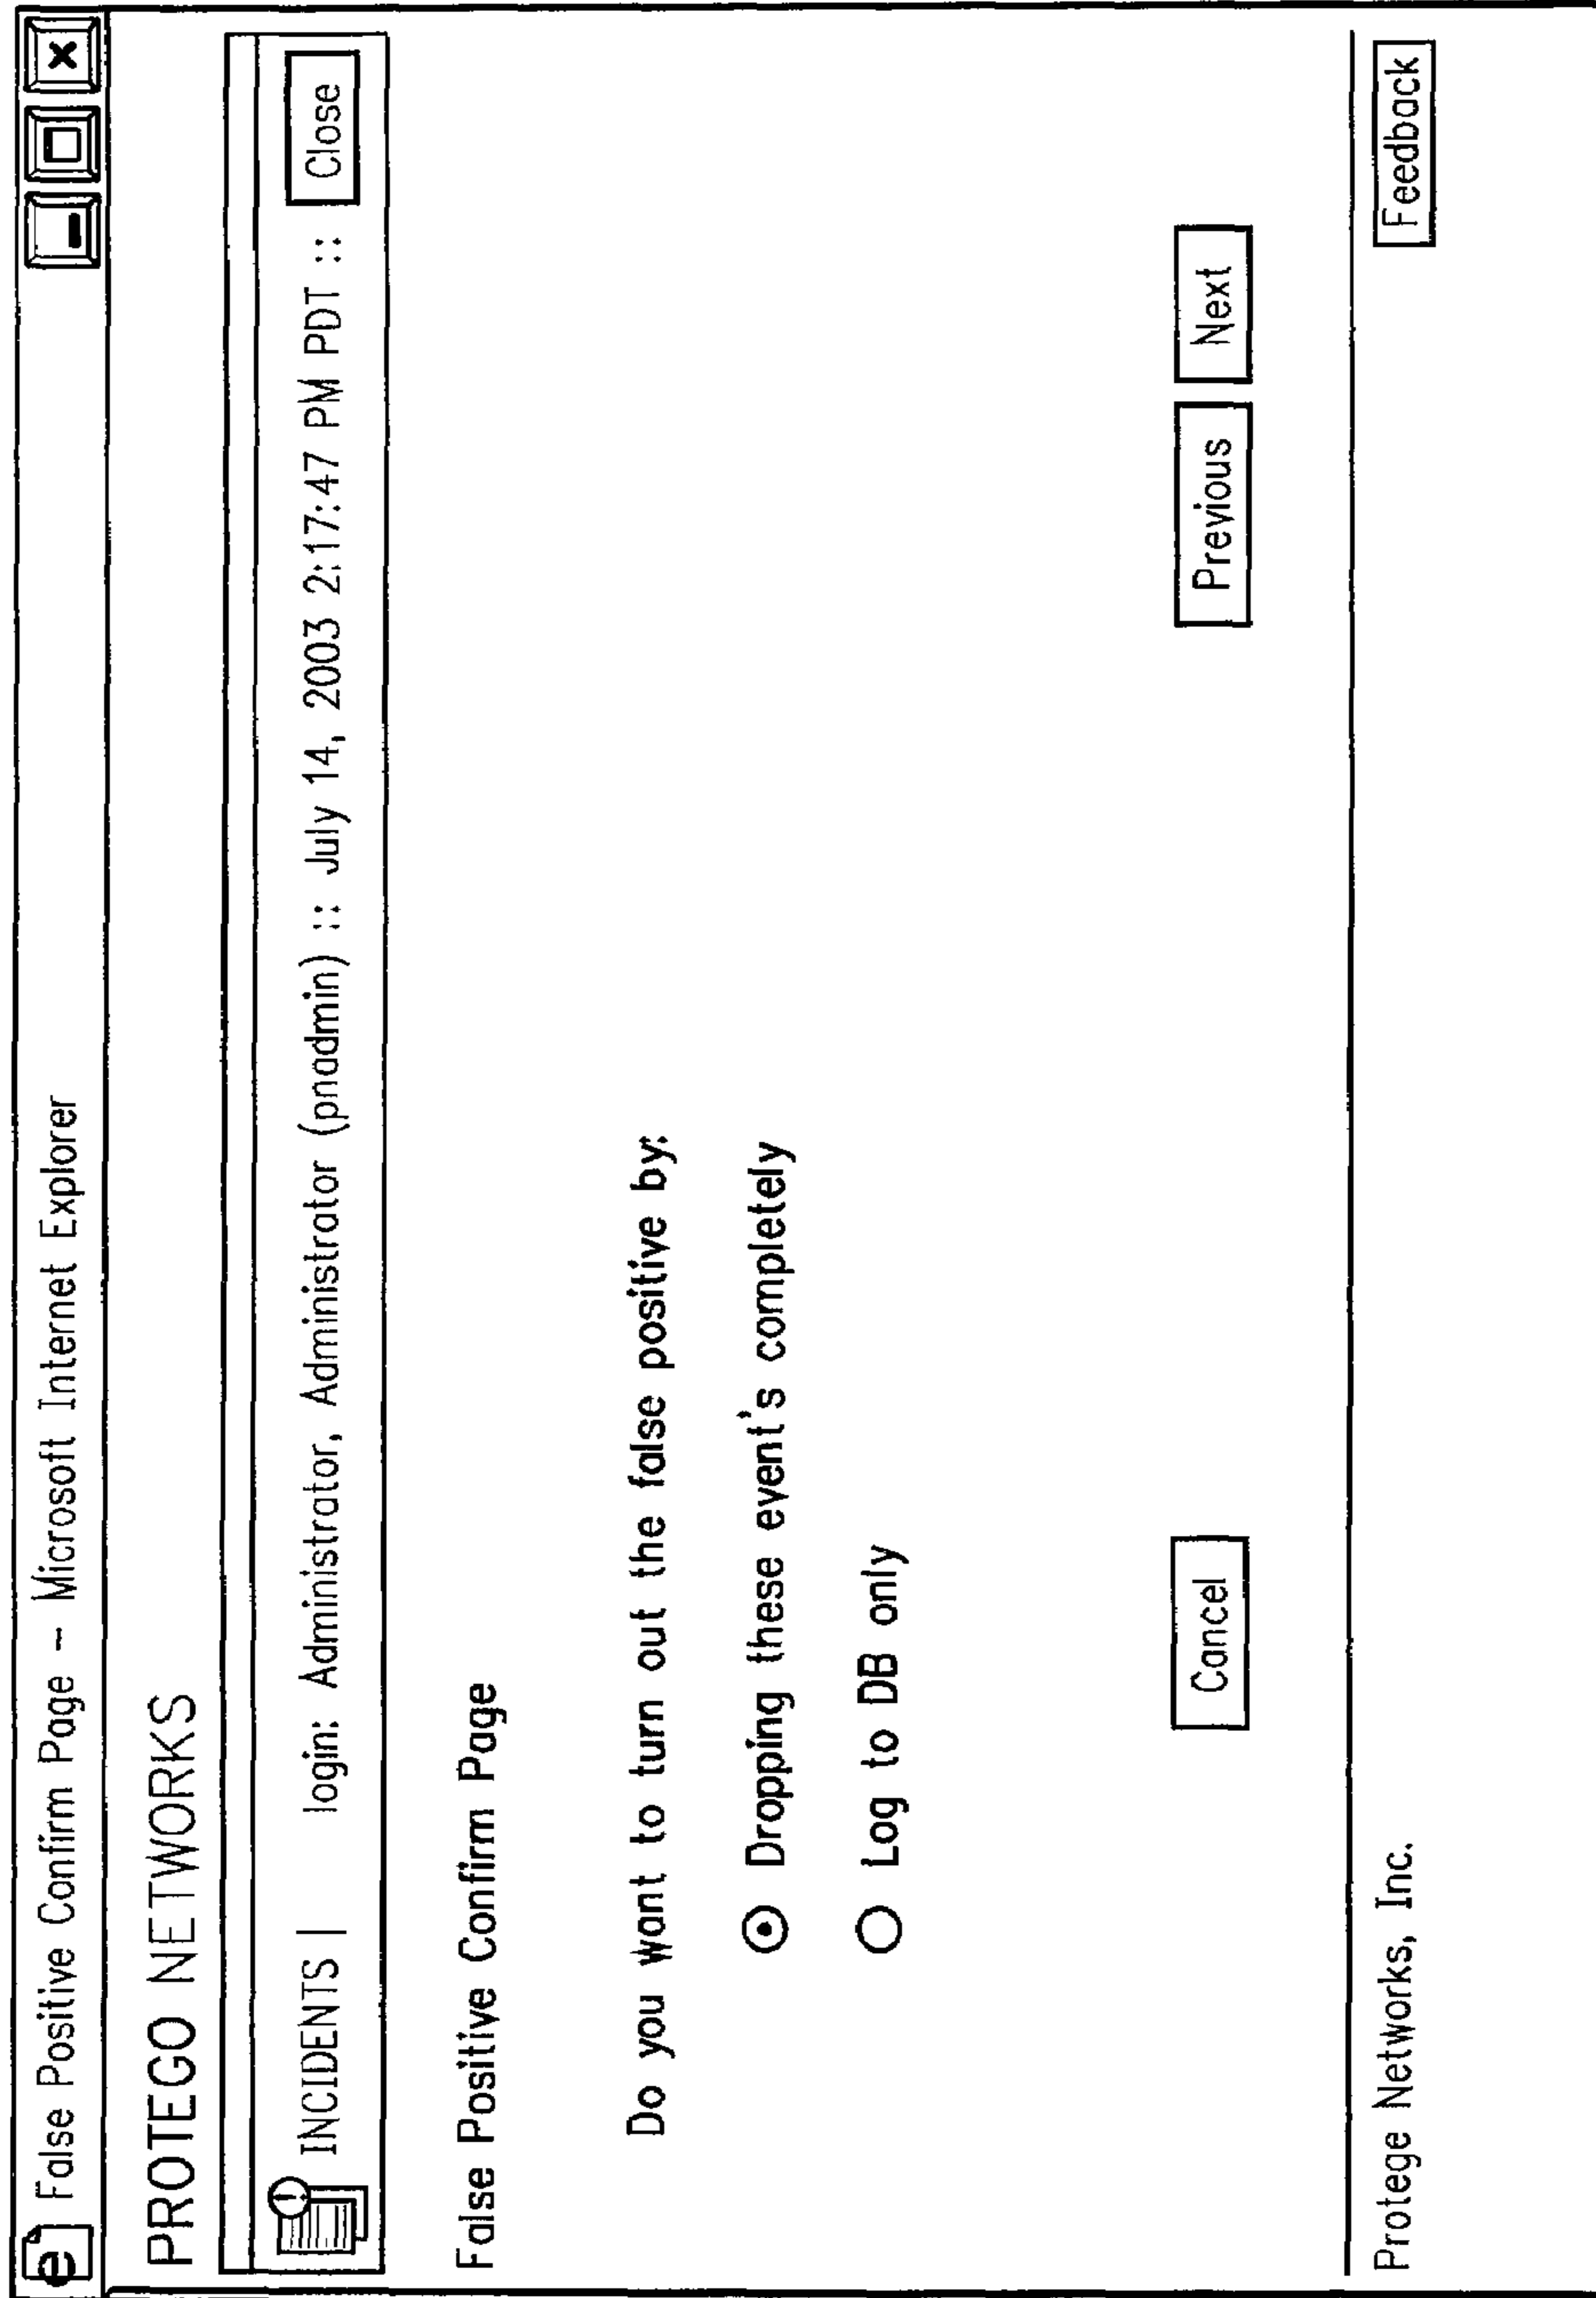 False Positive Confirm Page – Microsoft Internet Explorer
PROTEGO NETWORKS
INCIDENTS | login: Administrator, Administrator (pnadmin) :: July 14, 2003 2:17:47 PM PDT :: Close
False Positive Confirm Page
Do you want to turn out the false positive by:
Dropping these event's completely
Log to DB only
Cancel Previous Next
Protege Networks, Inc. Feedback